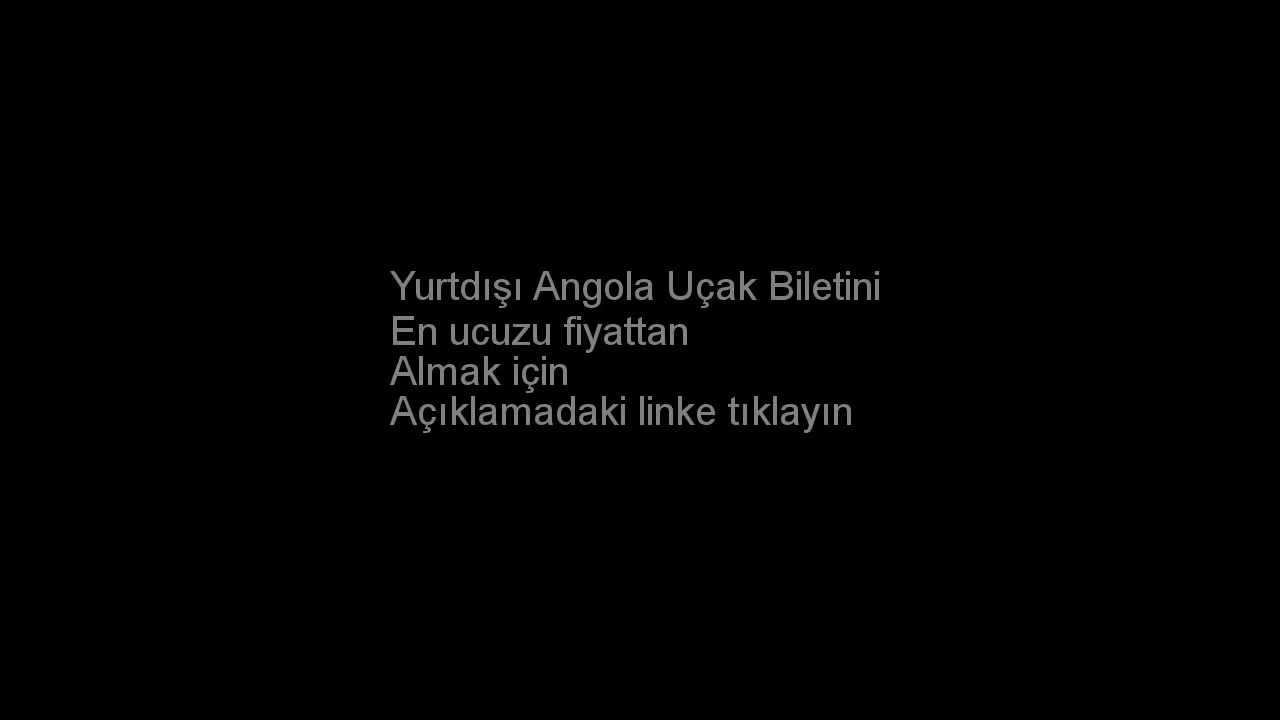 Yurtdışı Angola Uçak Biletini
En ucuzu fiyattan
Almak için
Açıklamadaki linke tıklayın